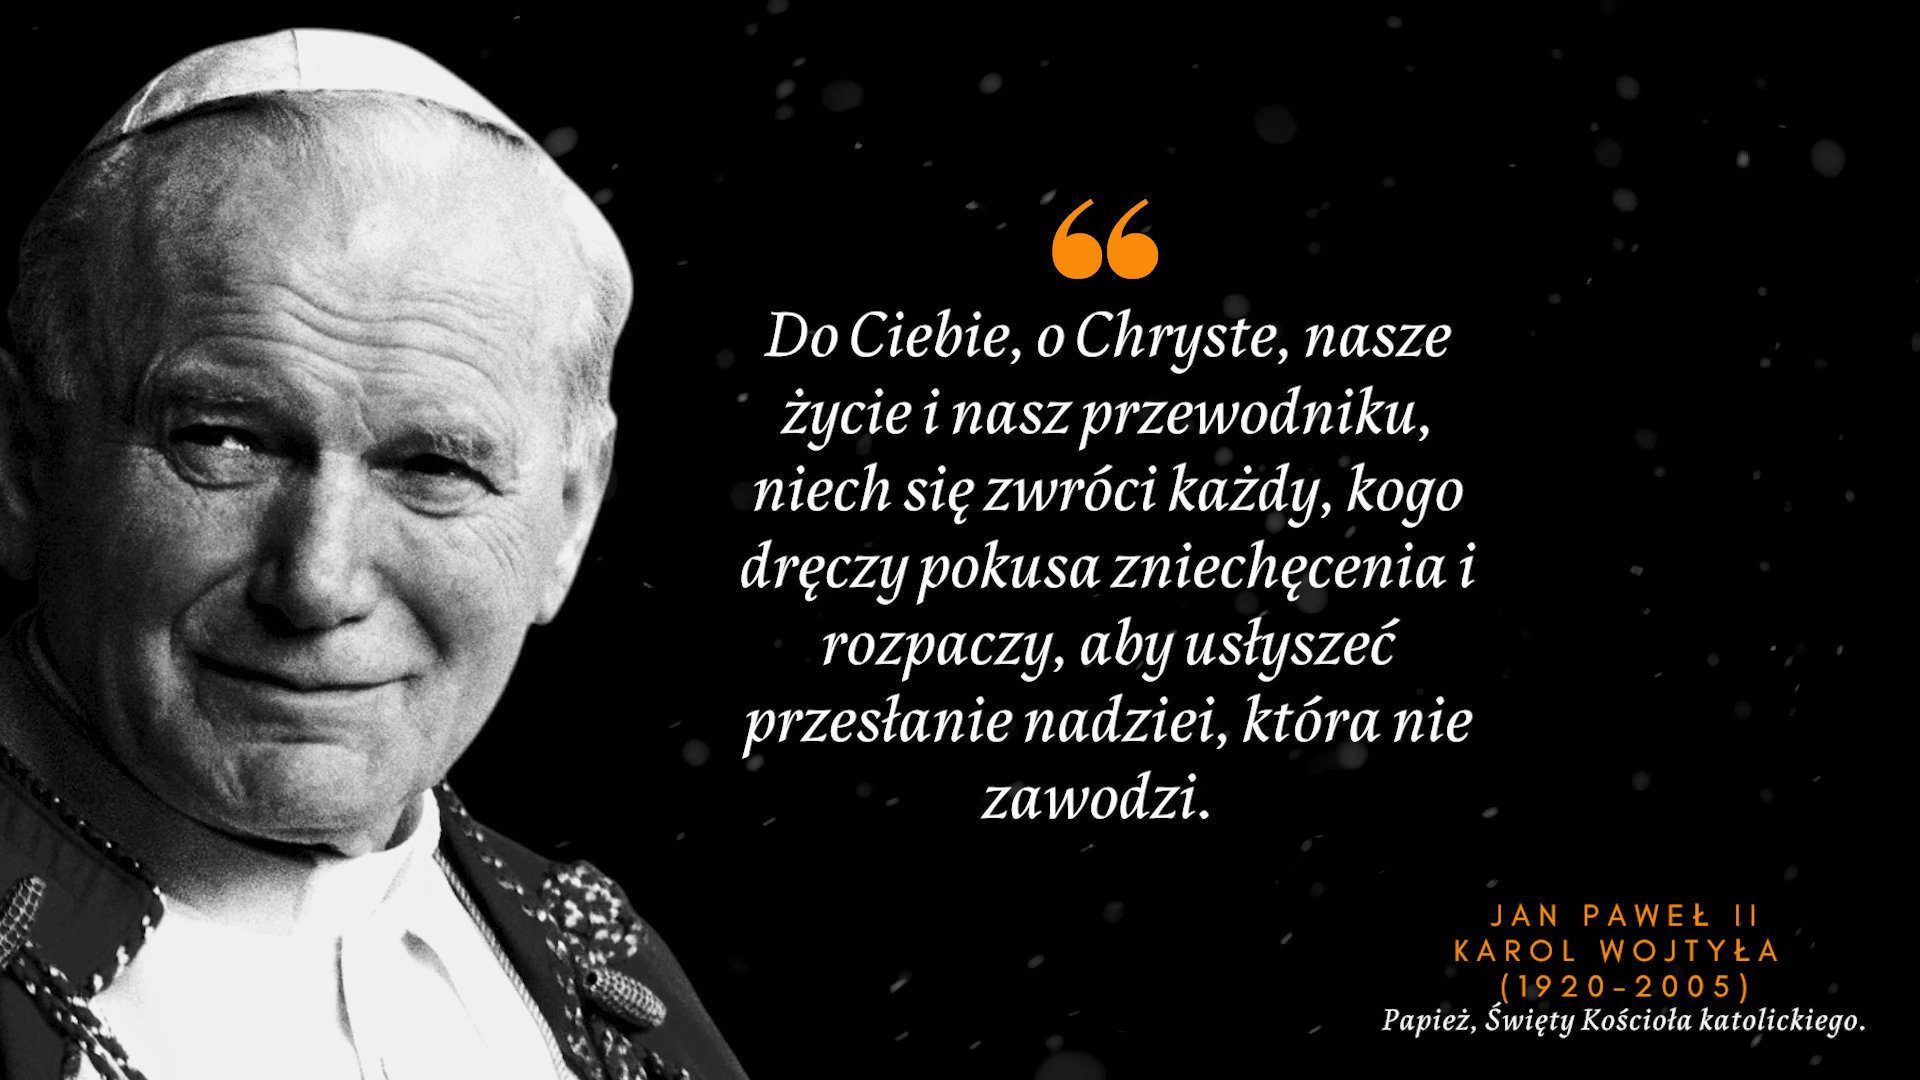 “
Do Ciebie, o Chryste, nasze
życie i nasz przewodniku,
niech się zwróci każdy, kogo
dręczy pokusa zniechęcenia i
rozpaczy, aby usłyszeć
przesłanie nadziei, która nie
zawodzi.
JAN PAWEŁ II
KAROL WOJTYŁA
(1920-2005)
Papież, Święty Kościoła katolickiego.